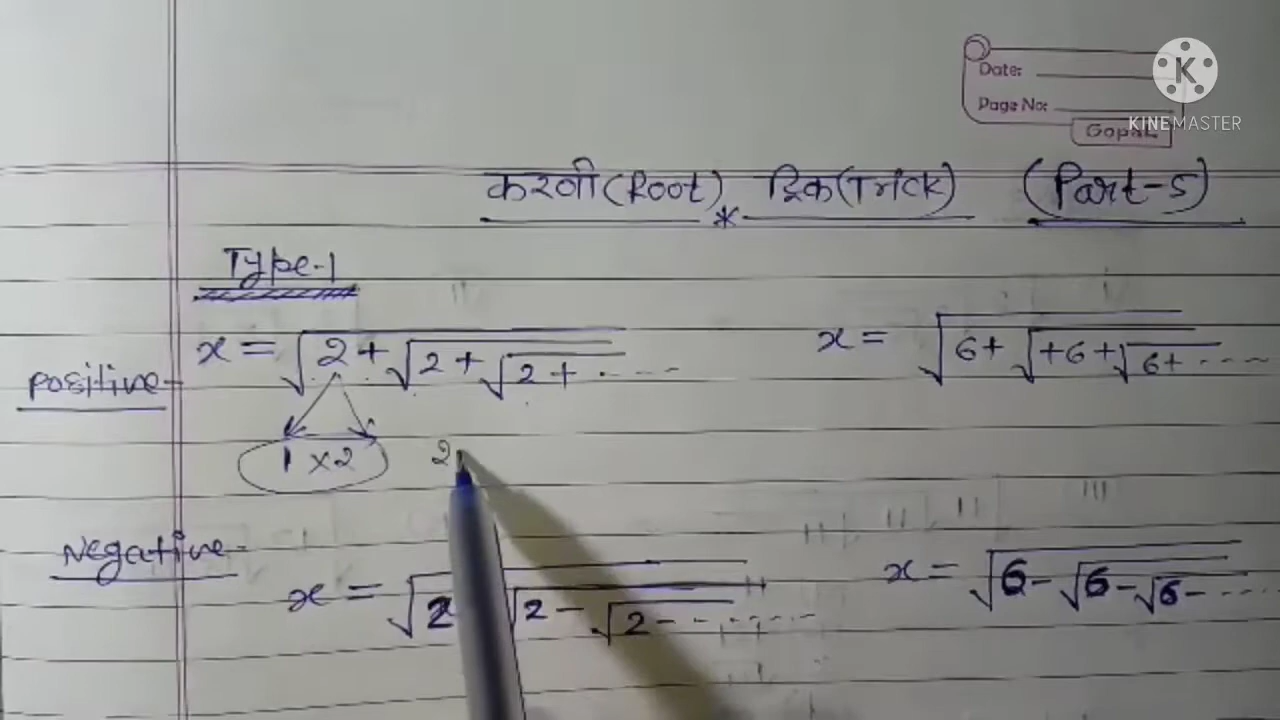 Date:
Page No:
K
KINEMASTER
करणी (Root) ट्रिक (Trick) (Part-5)
*
Type-1
Positive- x = √2+√2+√2+.---- x = √6+√+6+√6+----
1 × 2 2
Negative-
x = √2 √2-√2------- x = √6-√6-√6-----